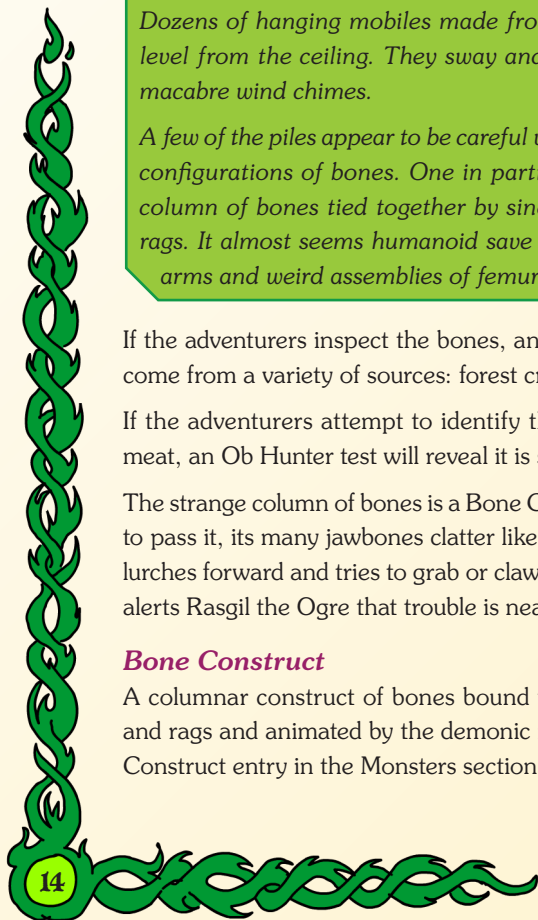 Dozens of hanging mobiles made fro
level from the ceiling. They sway and
macabre wind chimes.
A few of the piles appear to be careful
configurations of bones. One in parti
column of bones tied together by sin
rags. It almost seems humanoid save
arms and weird assemblies of femur
If the adventurers inspect the bones, an
come from a variety of sources: forest cr
If the adventurers attempt to identify th
meat, an Ob Hunter test will reveal it is
The strange column of bones is a Bone C
to pass it, its many jawbones clatter like
lurches forward and tries to grab or claw
alerts Rasgil the Ogre that trouble is nea
Bone Construct
A columnar construct of bones bound
and rags and animated by the demonic
Construct entry in the Monsters section
14